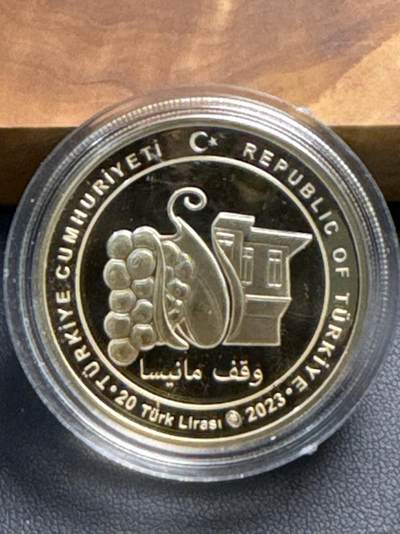 TÜRKİYE CUMHURİYETİ
REPUBLIC OF TÜRKİYE
وقف مانيسا
• 20 Türk Lirası
2023 •